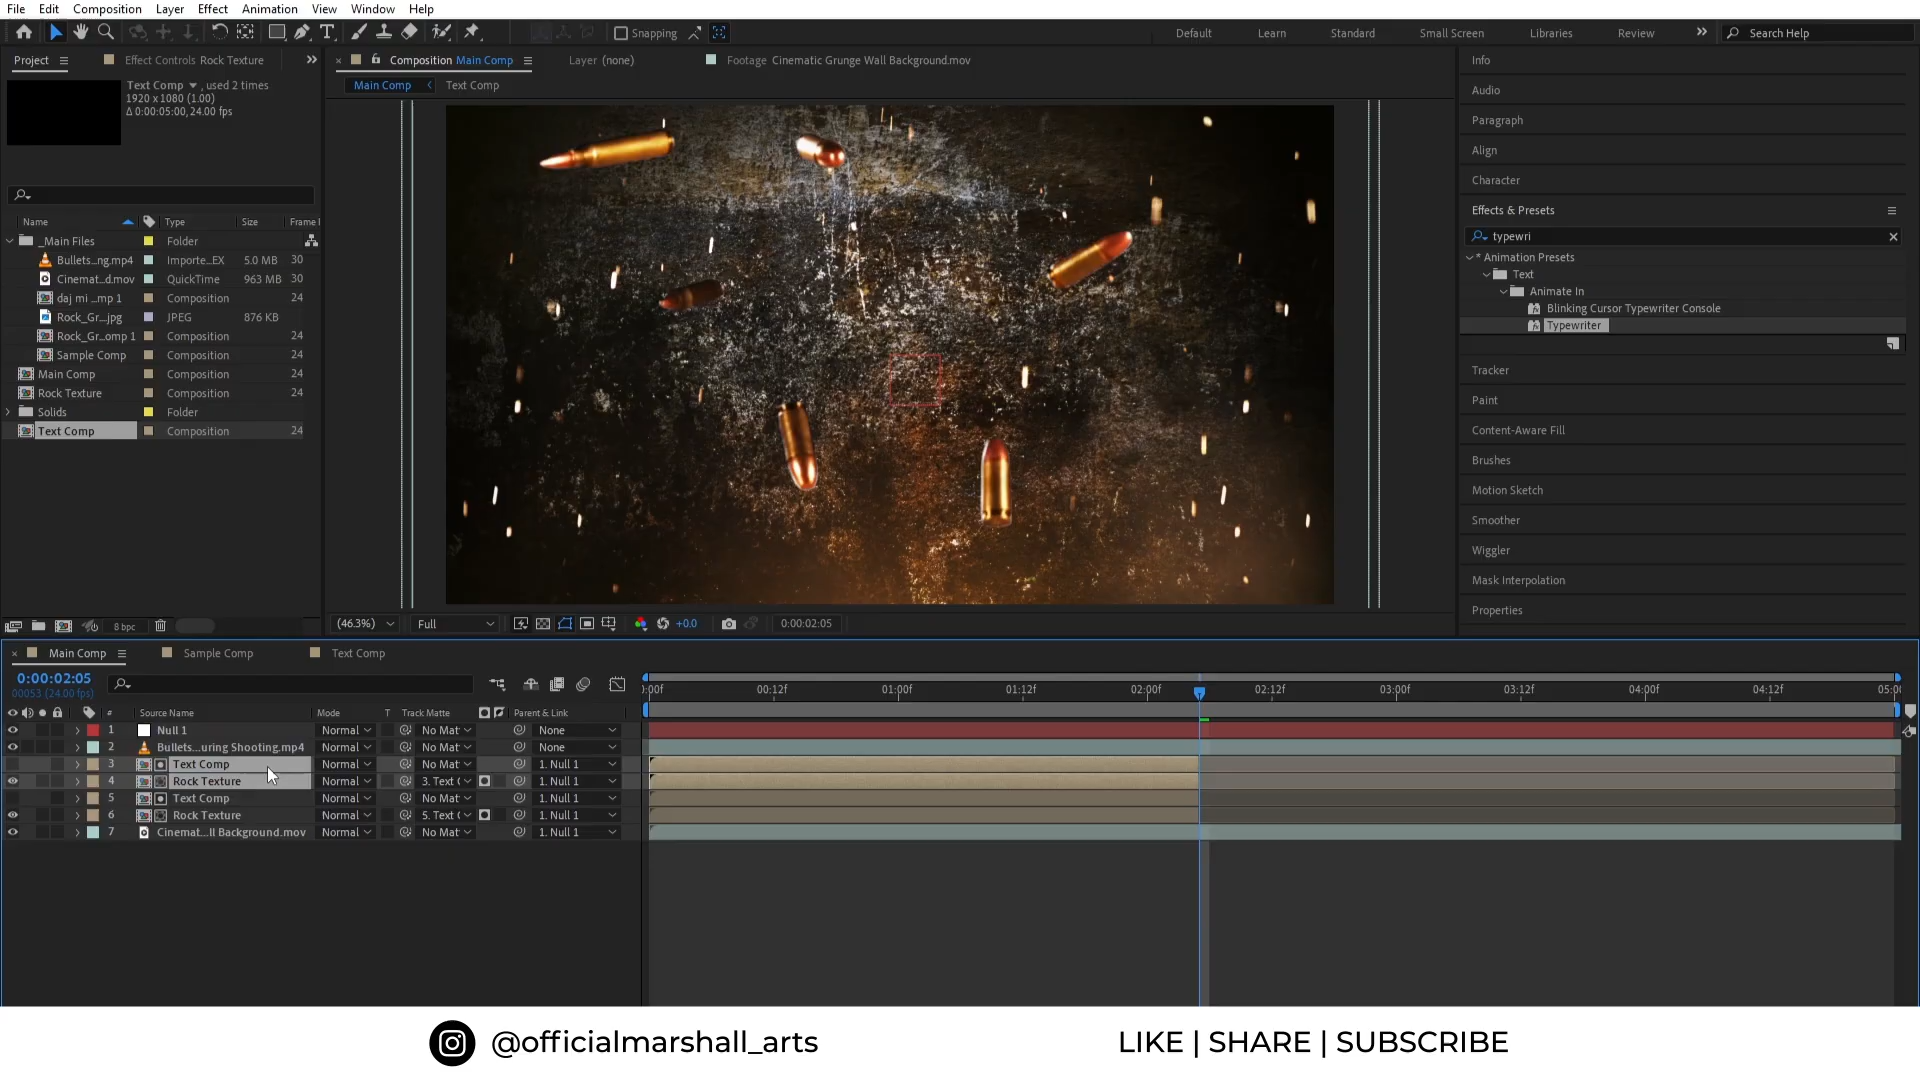 File Edit Composition Layer Effect Animation View Window Help
Snapping
Default Learn Standard Small Screen Libraries Review Search Help
Project Effect Controls Rock Texture
Composition Main Comp Layer (none) Footage Cinematic Grunge Wall Background.mov
Main Comp Text Comp
Text Comp , used 2 times
1920 x 1080 (1.00)
Δ 0:00:05:00, 24.00 fps
Name Type Size Frame
_Main Files Folder
Bullets...ng.mp4 Importe...EX 5.0 MB 30
Cinemat...d.mov QuickTime 963 MB 30
daj mi ...mp 1 Composition 24
Rock_Gr...jpg JPEG 876 KB
Rock_Gr...omp 1 Composition 24
Sample Comp Composition 24
Main Comp Composition 24
Rock Texture Composition 24
Solids Folder
Text Comp Composition 24
8 bpc
(46.3%) Full +0.0 0:00:02:05
Info
Audio
Paragraph
Align
Character
Effects & Presets
typewri
* Animation Presets
Text
Animate In
Blinking Cursor Typewriter Console
Typewriter
Tracker
Paint
Content-Aware Fill
Brushes
Motion Sketch
Smoother
Wiggler
Mask Interpolation
Properties
Main Comp Sample Comp Text Comp
0:00:02:05
00053 (24.00 fps)
:00f 00:12f 01:00f 01:12f 02:00f 02:12f 03:00f 03:12f 04:00f 04:12f 05:00
# Source Name Mode T Track Matte Parent & Link
1 Null 1 Normal No Mat None
2 Bullets...uring Shooting.mp4 Normal No Mat None
3 Text Comp Normal No Mat 1. Null 1
4 Rock Texture Normal 3. Text C 1. Null 1
5 Text Comp Normal No Mat 1. Null 1
6 Rock Texture Normal 5. Text C 1. Null 1
7 Cinemat...ll Background.mov Normal No Mat 1. Null 1
@officialmarshall_arts LIKE | SHARE | SUBSCRIBE